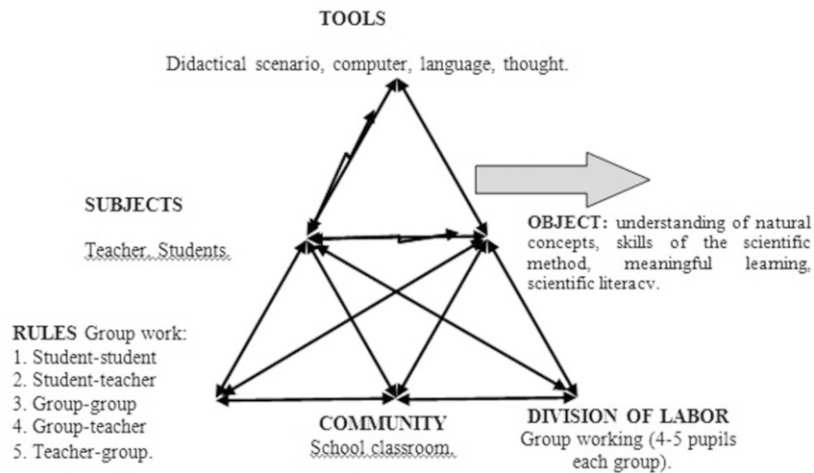 TOOLS
Didactical scenario, computer, language, thought.
SUBJECTS
Teacher, Students.
OBJECT: understanding of natural
concepts, skills of the scientific
method, meaningful learning,
scientific literacy.
RULES Group work:
1. Student-student
2. Student-teacher
3. Group-group
4. Group-teacher
5. Teacher-group.
COMMUNITY
School classroom.
DIVISION OF LABOR
Group working (4-5 pupils
each group).